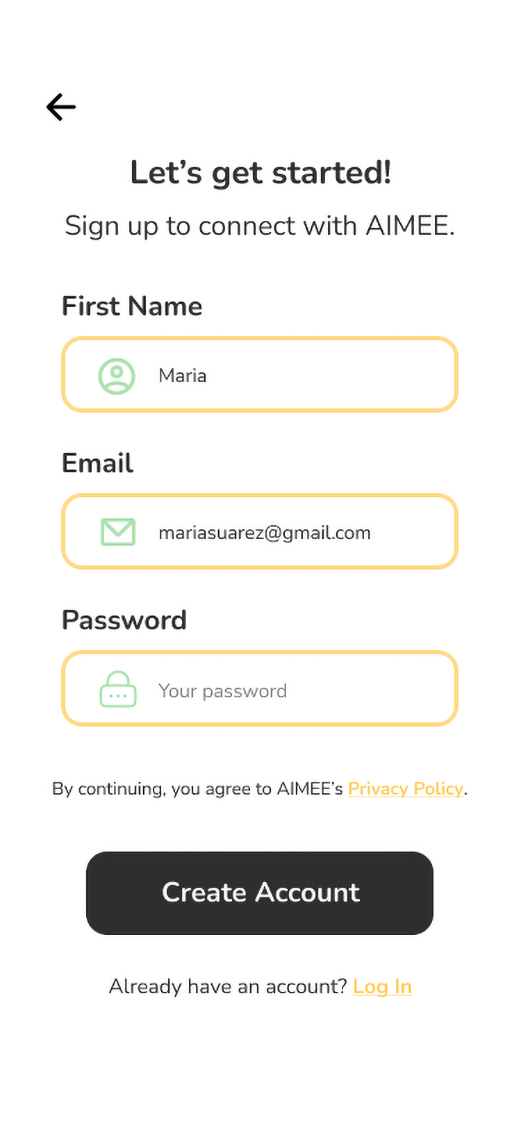 Let’s get started!
Sign up to connect with AIMEE.
First Name
Maria
Email
mariasuarez@gmail.com
Password
Your password
By continuing, you agree to AIMEE’s Privacy Policy.
Create Account
Already have an account? Log In